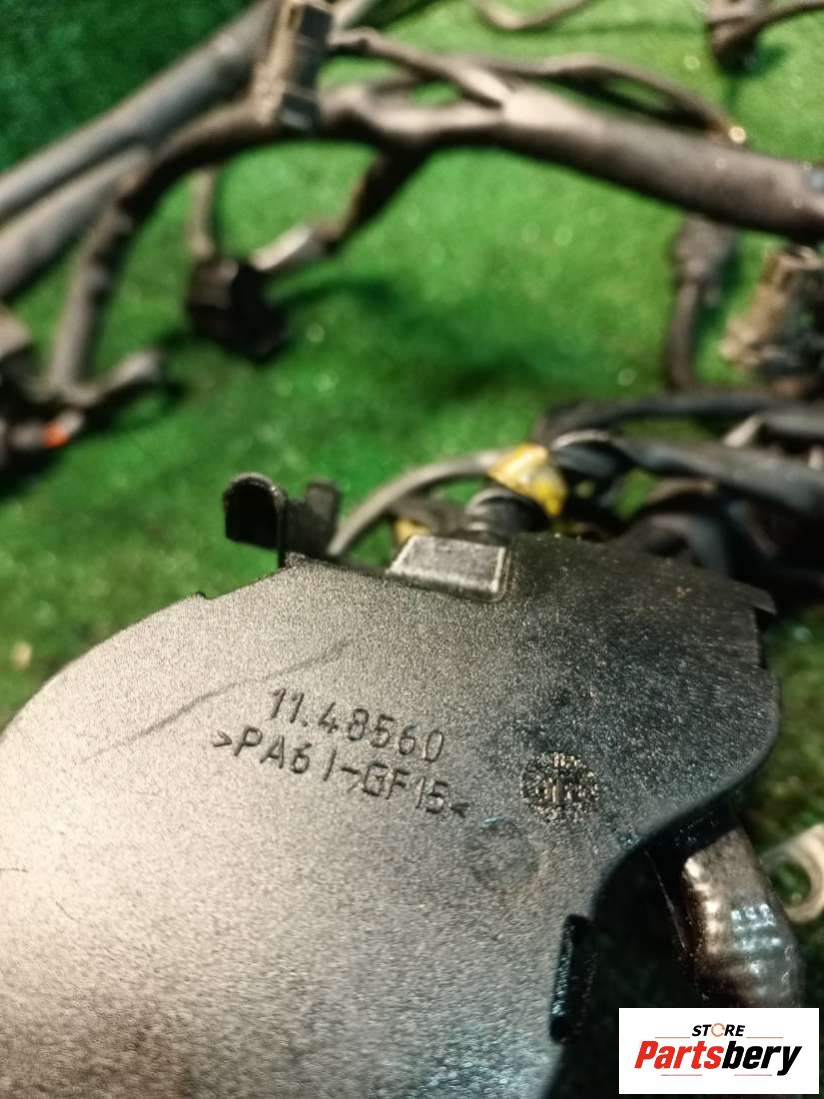 11.48560
>PA6 I-GF15<
STORE
Partsbery